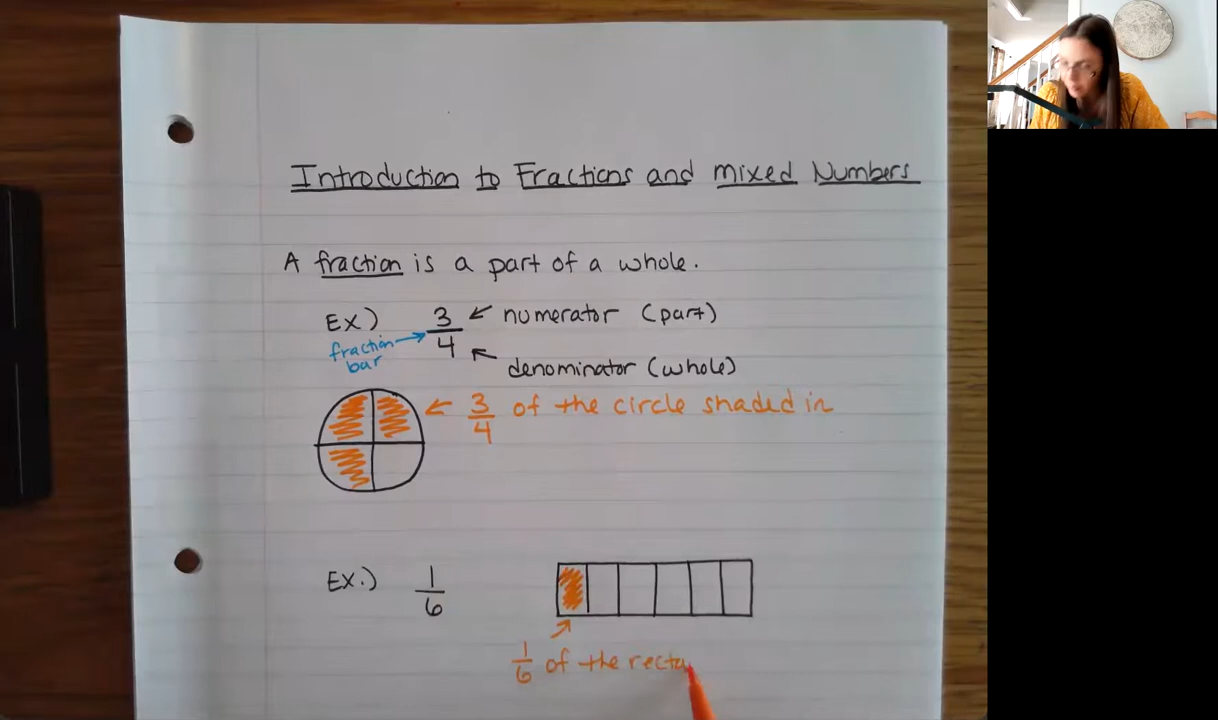 Introduction to Fractions and mixed Numbers
A fraction is a part of a whole.
Ex.) 3/4 ← numerator (part)
fraction bar →
← denominator (whole)
← 3/4 of the circle shaded in
Ex.) 1/6
1/6 of the recta